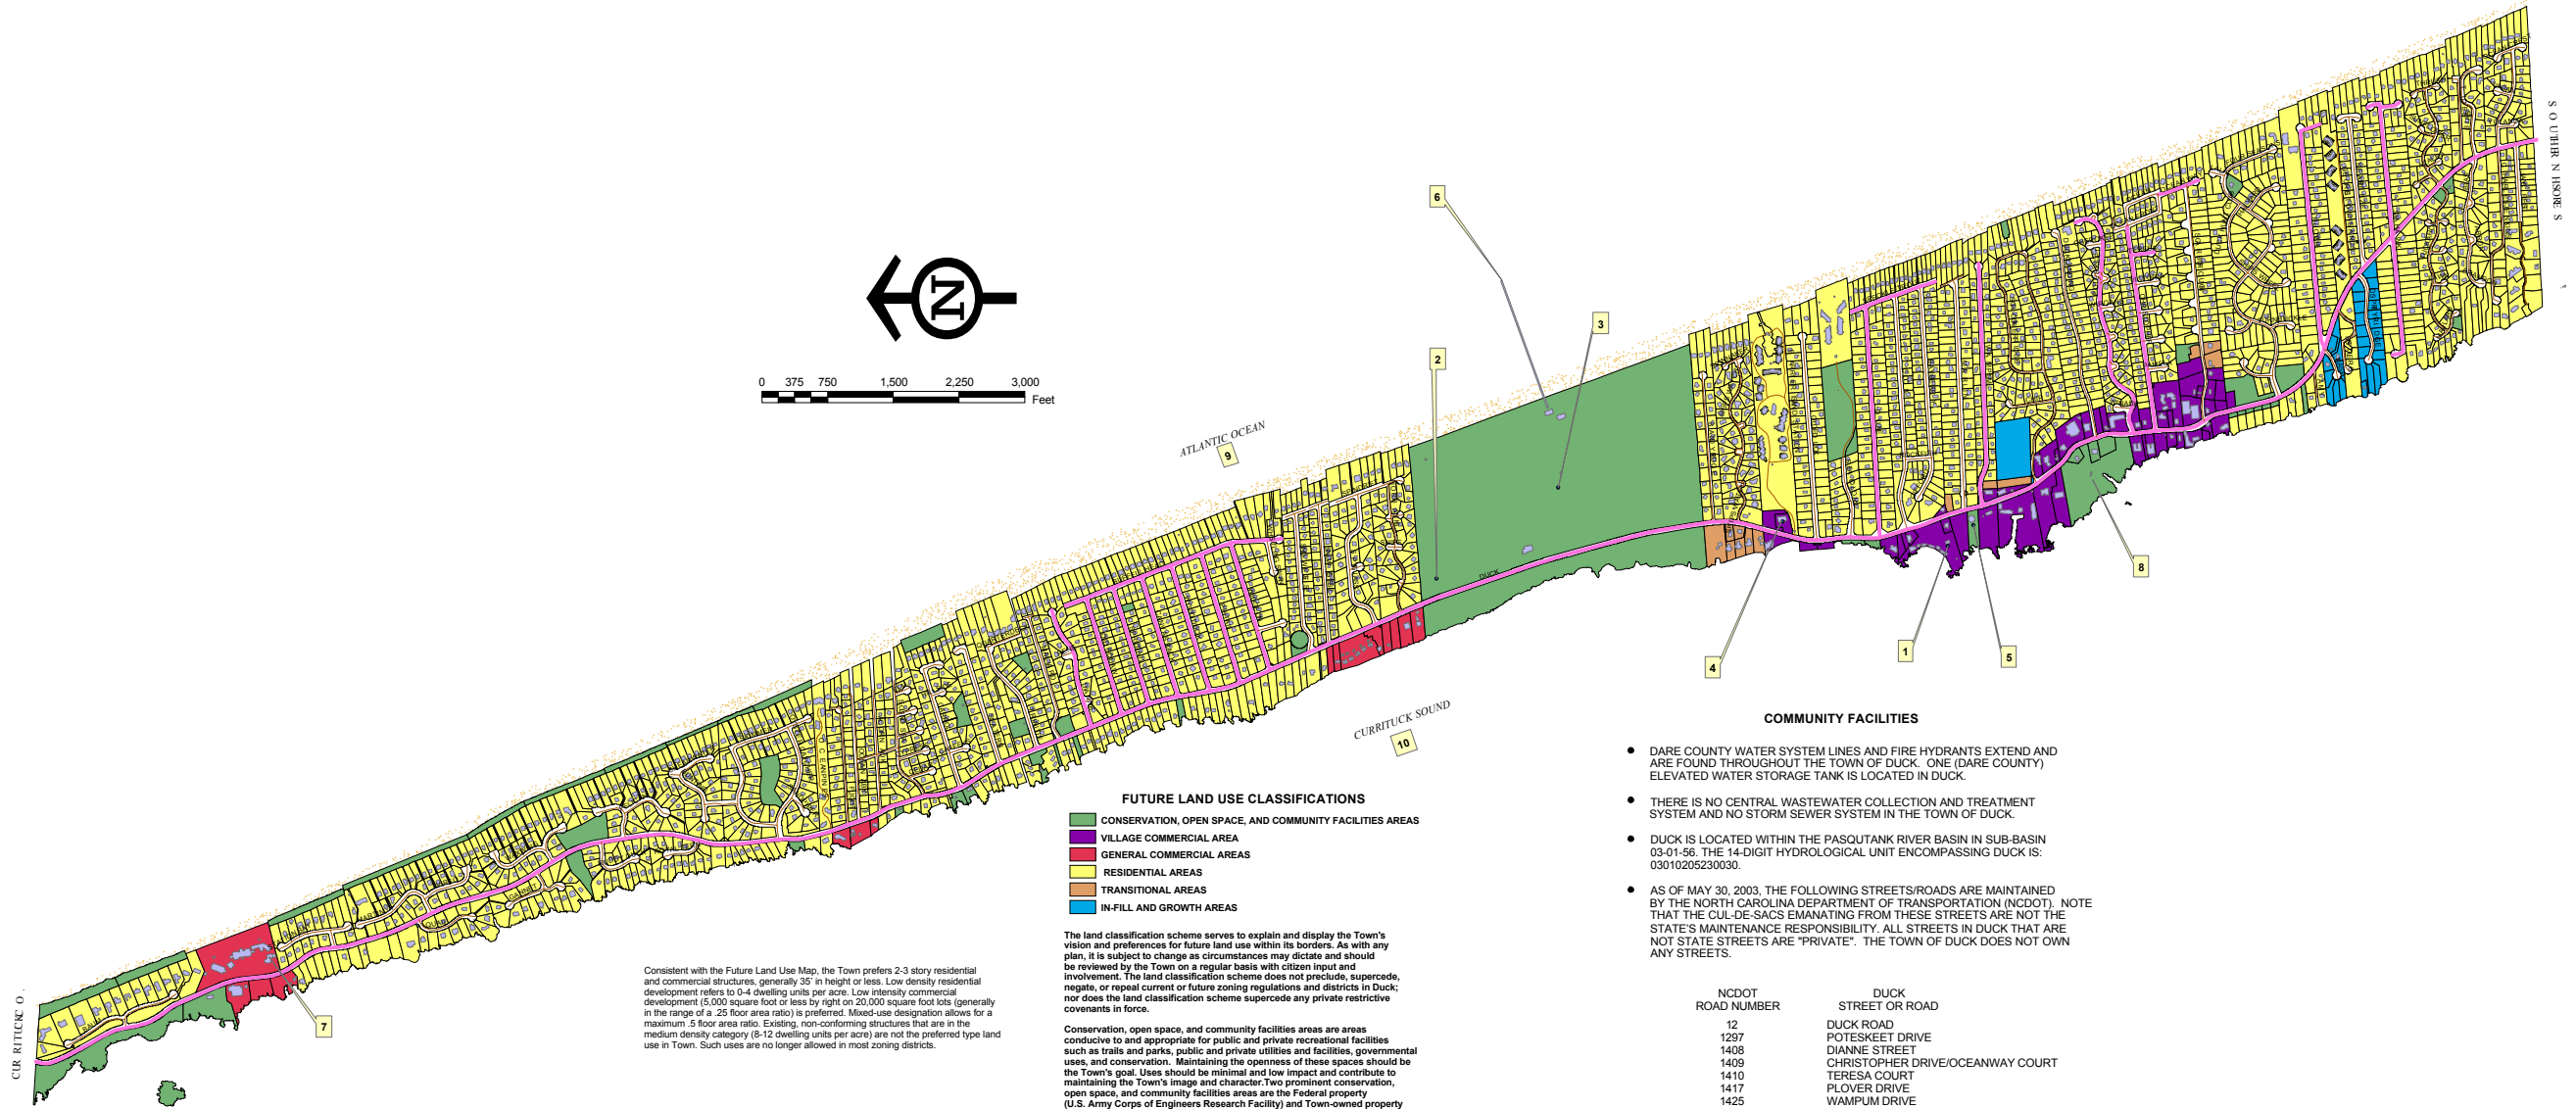 SOUTHERN SHORES
6
3
2
N
0 375 750 1,500 2,250 3,000
Feet
ATLANTIC OCEAN
9
DUCK
8
1
5
4
CURRITUCK SOUND
10
7
CURRITUCK CO.
FUTURE LAND USE CLASSIFICATIONS
CONSERVATION, OPEN SPACE, AND COMMUNITY FACILITIES AREAS
VILLAGE COMMERCIAL AREA
GENERAL COMMERCIAL AREAS
RESIDENTIAL AREAS
TRANSITIONAL AREAS
IN-FILL AND GROWTH AREAS
Consistent with the Future Land Use Map, the Town prefers 2-3 story residential
and commercial structures, generally 35' in height or less. Low density residential
development refers to 0-4 dwelling units per acre. Low intensity commercial
development (5,000 square foot or less by right on 20,000 square foot lots (generally
in the range of a .25 floor area ratio) is preferred. Mixed-use designation allows for a
maximum .5 floor area ratio. Existing, non-conforming structures that are in the
medium density category (8-12 dwelling units per acre) are not the preferred type land
use in Town. Such uses are no longer allowed in most zoning districts.
The land classification scheme serves to explain and display the Town's
vision and preferences for future land use within its borders. As with any
plan, it is subject to change as circumstances may dictate and should
be reviewed by the Town on a regular basis with citizen input and
involvement. The land classification scheme does not preclude, supercede,
negate, or repeal current or future zoning regulations and districts in Duck;
nor does the land classification scheme supercede any private restrictive
covenants in force.
Conservation, open space, and community facilities areas are areas
conducive to and appropriate for public and private recreational facilities
such as trails and parks, public and private utilities and facilities, governmental
uses, and conservation. Maintaining the openness of these spaces should be
the Town's goal. Uses should be minimal and low impact and contribute to
maintaining the Town's image and character.Two prominent conservation,
open space, and community facilities areas are the Federal property
(U.S. Army Corps of Engineers Research Facility) and Town-owned property
COMMUNITY FACILITIES
● DARE COUNTY WATER SYSTEM LINES AND FIRE HYDRANTS EXTEND AND
ARE FOUND THROUGHOUT THE TOWN OF DUCK. ONE (DARE COUNTY)
ELEVATED WATER STORAGE TANK IS LOCATED IN DUCK.
● THERE IS NO CENTRAL WASTEWATER COLLECTION AND TREATMENT
SYSTEM AND NO STORM SEWER SYSTEM IN THE TOWN OF DUCK.
● DUCK IS LOCATED WITHIN THE PASQUTANK RIVER BASIN IN SUB-BASIN
03-01-56. THE 14-DIGIT HYDROLOGICAL UNIT ENCOMPASSING DUCK IS:
03010205230030.
● AS OF MAY 30, 2003, THE FOLLOWING STREETS/ROADS ARE MAINTAINED
BY THE NORTH CAROLINA DEPARTMENT OF TRANSPORTATION (NCDOT). NOTE
THAT THE CUL-DE-SACS EMANATING FROM THESE STREETS ARE NOT THE
STATE'S MAINTENANCE RESPONSIBILITY. ALL STREETS IN DUCK THAT ARE
NOT STATE STREETS ARE "PRIVATE". THE TOWN OF DUCK DOES NOT OWN
ANY STREETS.
NCDOT DUCK
ROAD NUMBER STREET OR ROAD
12 DUCK ROAD
1297 POTESKEET DRIVE
1408 DIANNE STREET
1409 CHRISTOPHER DRIVE/OCEANWAY COURT
1410 TERESA COURT
1417 PLOVER DRIVE
1425 WAMPUM DRIVE